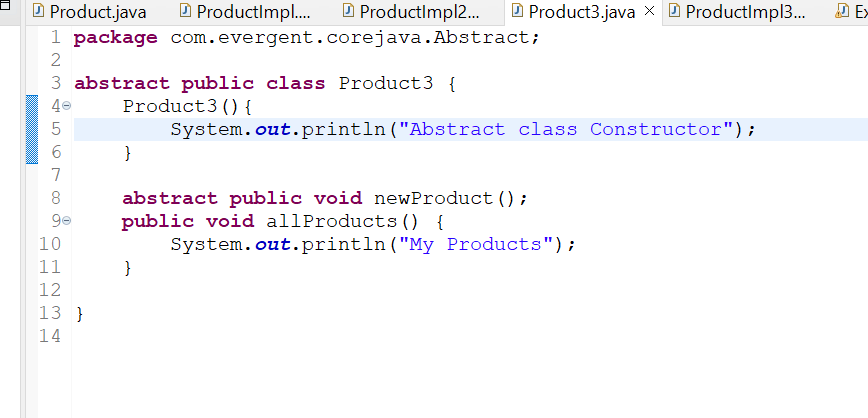 Product.java
ProductImpl....
ProductImpl2...
Product3.java
ProductImpl3...
Ex
1 package com.evergent.corejava.Abstract;
2
3 abstract public class Product3 {
4     Product3(){
5         System.out.println("Abstract class Constructor");
6     }
7
8     abstract public void newProduct();
9     public void allProducts() {
10         System.out.println("My Products");
11     }
12
13 }
14